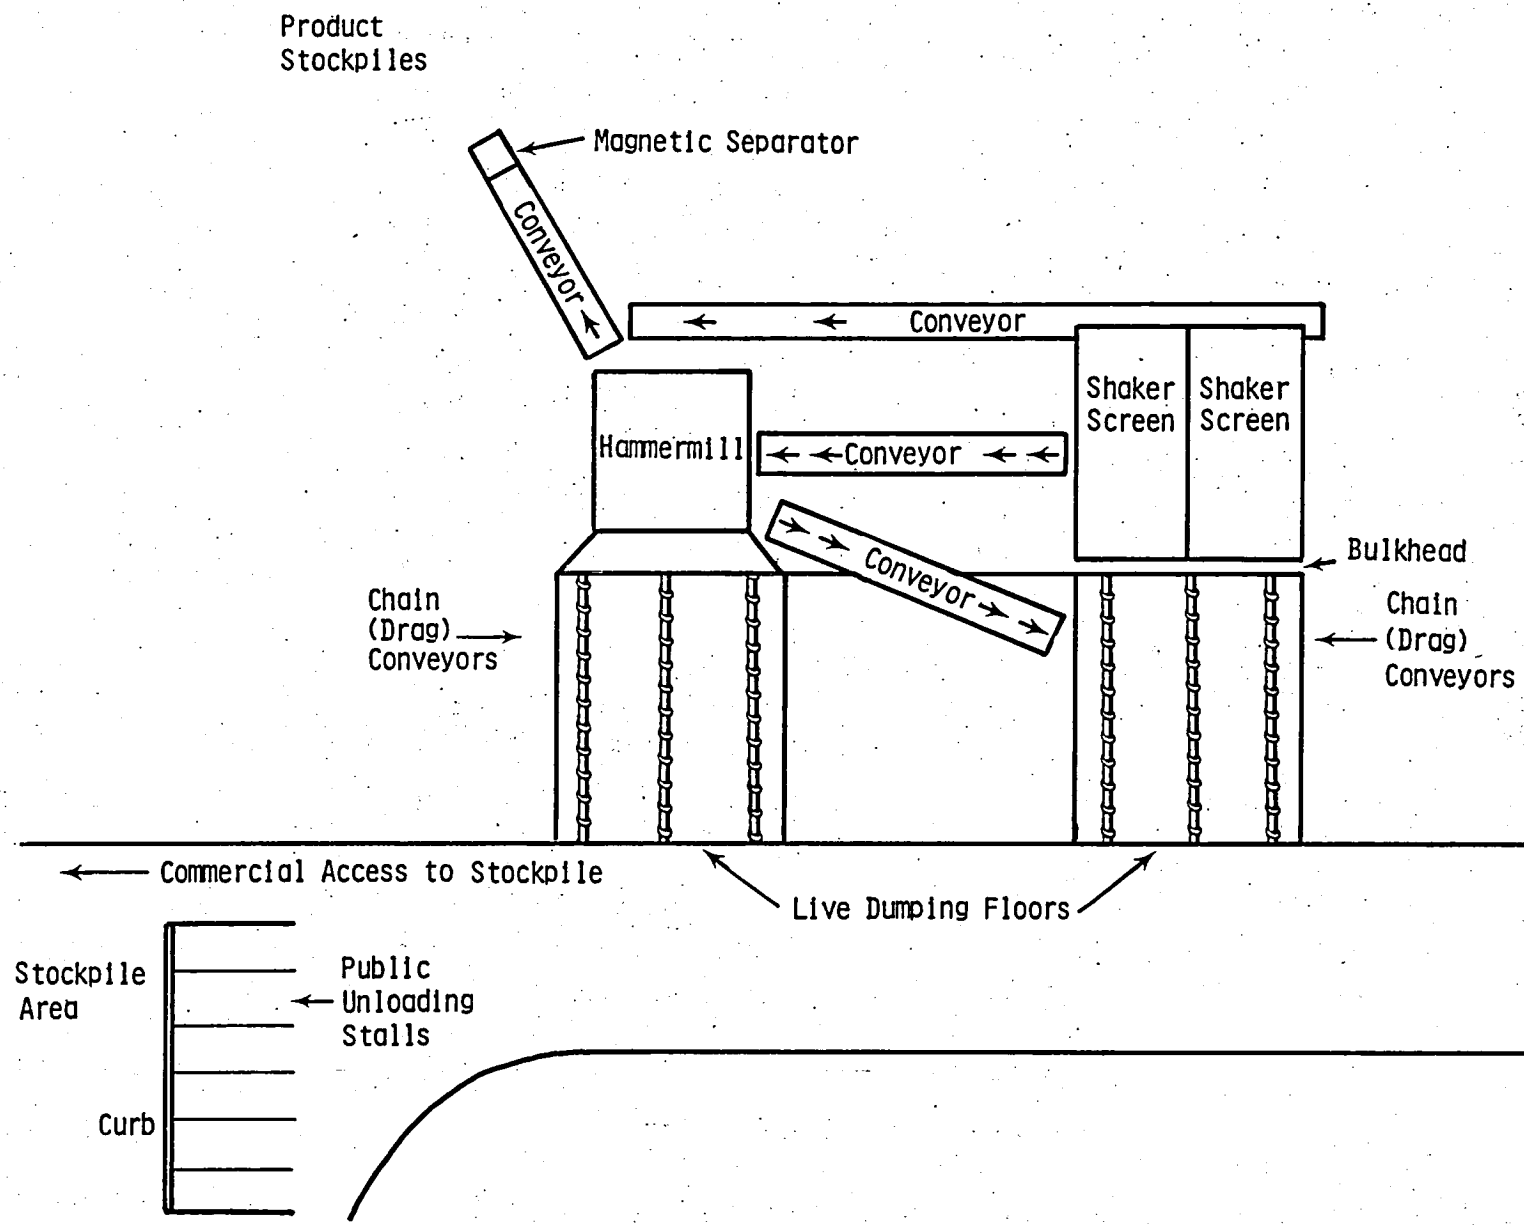 Product
Stockpiles
Magnetic Separator
Conveyor
Conveyor
Shaker
Screen
Shaker
Screen
Hammermill
Conveyor
Conveyor
Bulkhead
Chain
(Drag)
Conveyors
Chain
(Drag)
Conveyors
Commercial Access to Stockpile
Live Dumping Floors
Stockpile
Area
Public
Unloading
Stalls
Curb